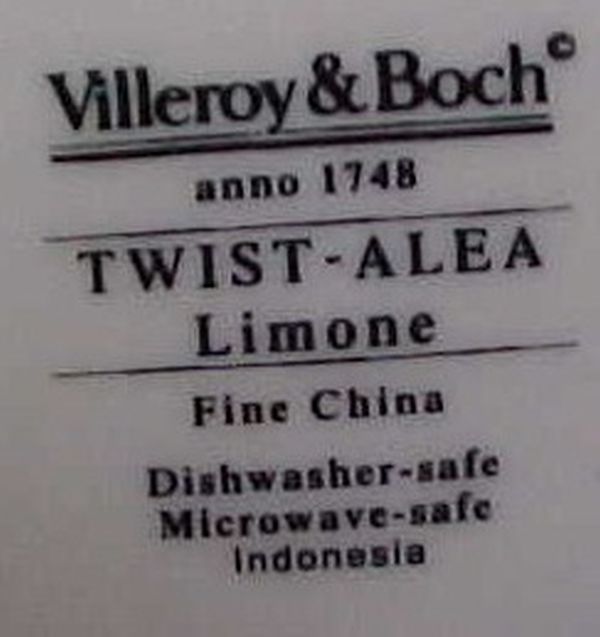 Villeroy & Boch©
anno 1748
TWIST-ALEA
Limone
Fine China
Dishwasher-safe
Microwave-safe
Indonesia